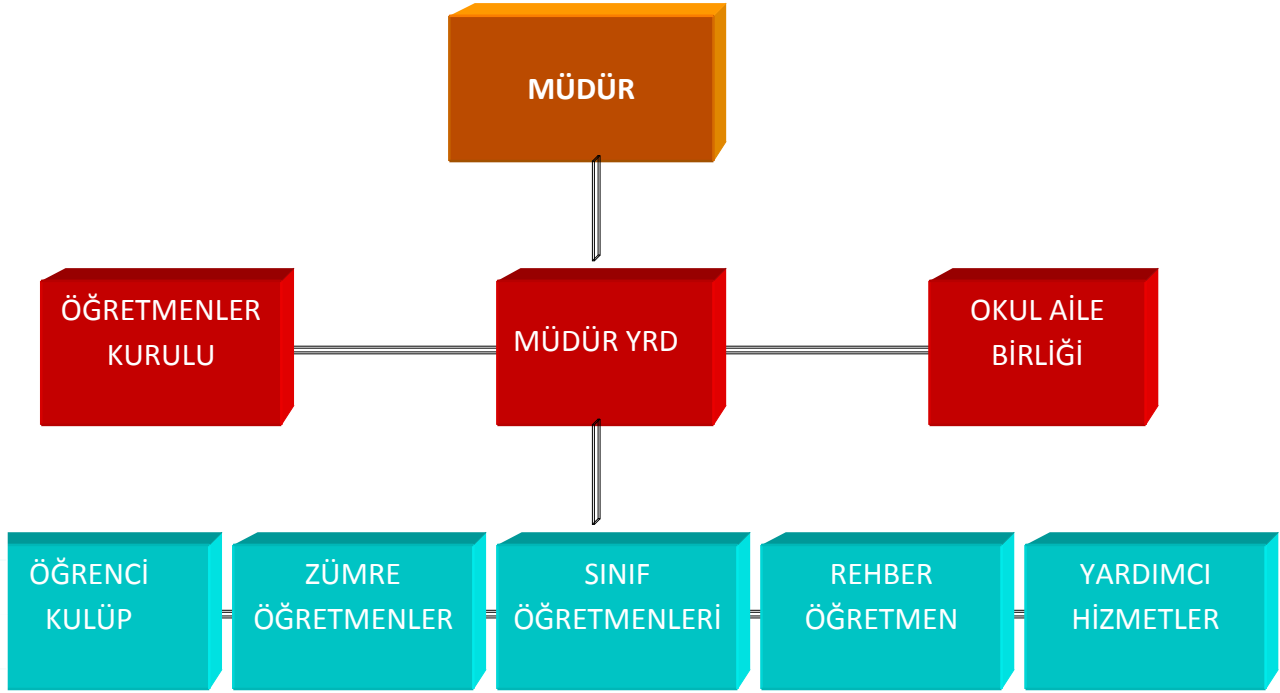 MÜDÜR
ÖĞRETMENLER
KURULU
MÜDÜR YRD
OKUL AİLE
BİRLİĞİ
ÖĞRENCİ
KULÜP
ZÜMRE
ÖĞRETMENLER
SINIF
ÖĞRETMENLERİ
REHBER
ÖĞRETMEN
YARDIMCI
HİZMETLER